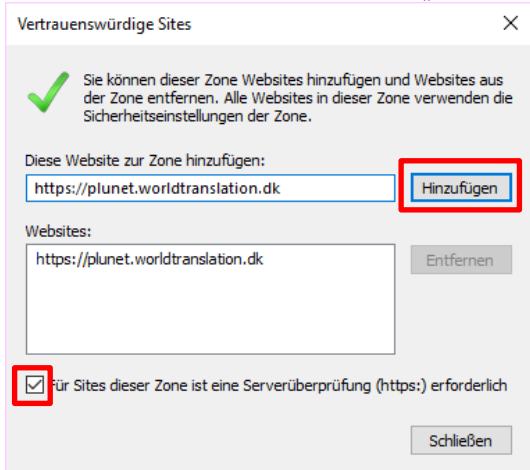 Vertrauenswürdige Sites
Sie können dieser Zone Websites hinzufügen und Websites aus
der Zone entfernen. Alle Websites in dieser Zone verwenden die
Sicherheitseinstellungen der Zone.
Diese Website zur Zone hinzufügen:
https://plunet.worldtranslation.dk
Hinzufügen
Websites:
https://plunet.worldtranslation.dk
Entfernen
Für Sites dieser Zone ist eine Serverüberprüfung (https:) erforderlich
Schließen